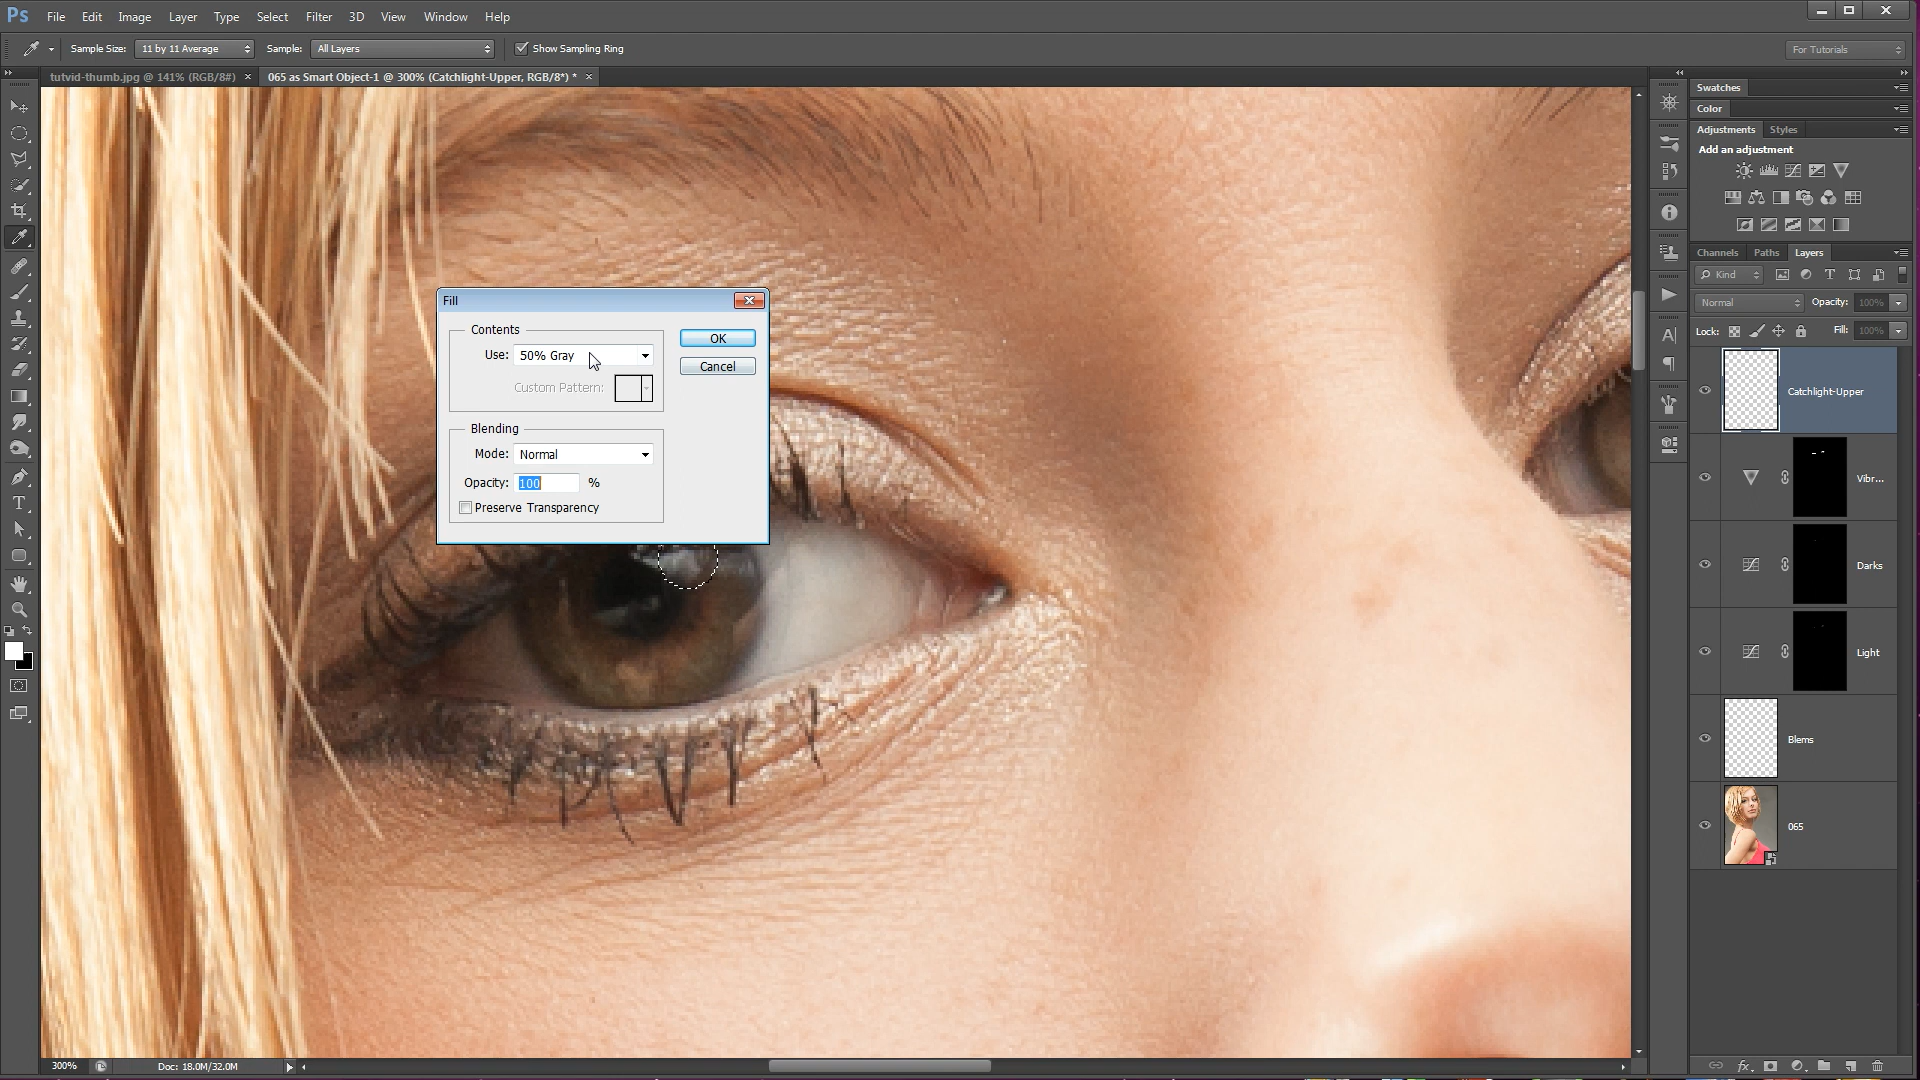 Ps File Edit Image Layer Type Select Filter 3D View Window Help
Sample Size: 11 by 11 Average Sample: All Layers Show Sampling Ring For Tutorials
tutvid-thumb.jpg @ 141% (RGB/8#) × 065 as Smart Object-1 @ 300% (Catchlight-Upper, RGB/8*) * ×
Swatches
Color
Adjustments Styles
Add an adjustment
Channels Paths Layers
Kind
Normal Opacity: 100%
Lock: Fill: 100%
Catchlight-Upper
Vibr...
Darks
Light
Blems
065
Fill
Contents
Use: 50% Gray
Custom Pattern:
OK
Cancel
Blending
Mode: Normal
Opacity: 100 %
Preserve Transparency
300% Doc: 18.0M/32.0M